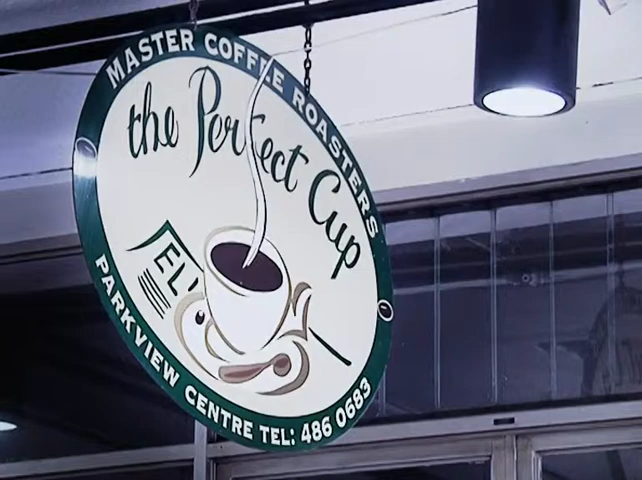 MASTER COFFEE ROASTERS
the Perfect Cup
PARKVIEW CENTRE TEL: 486 0683